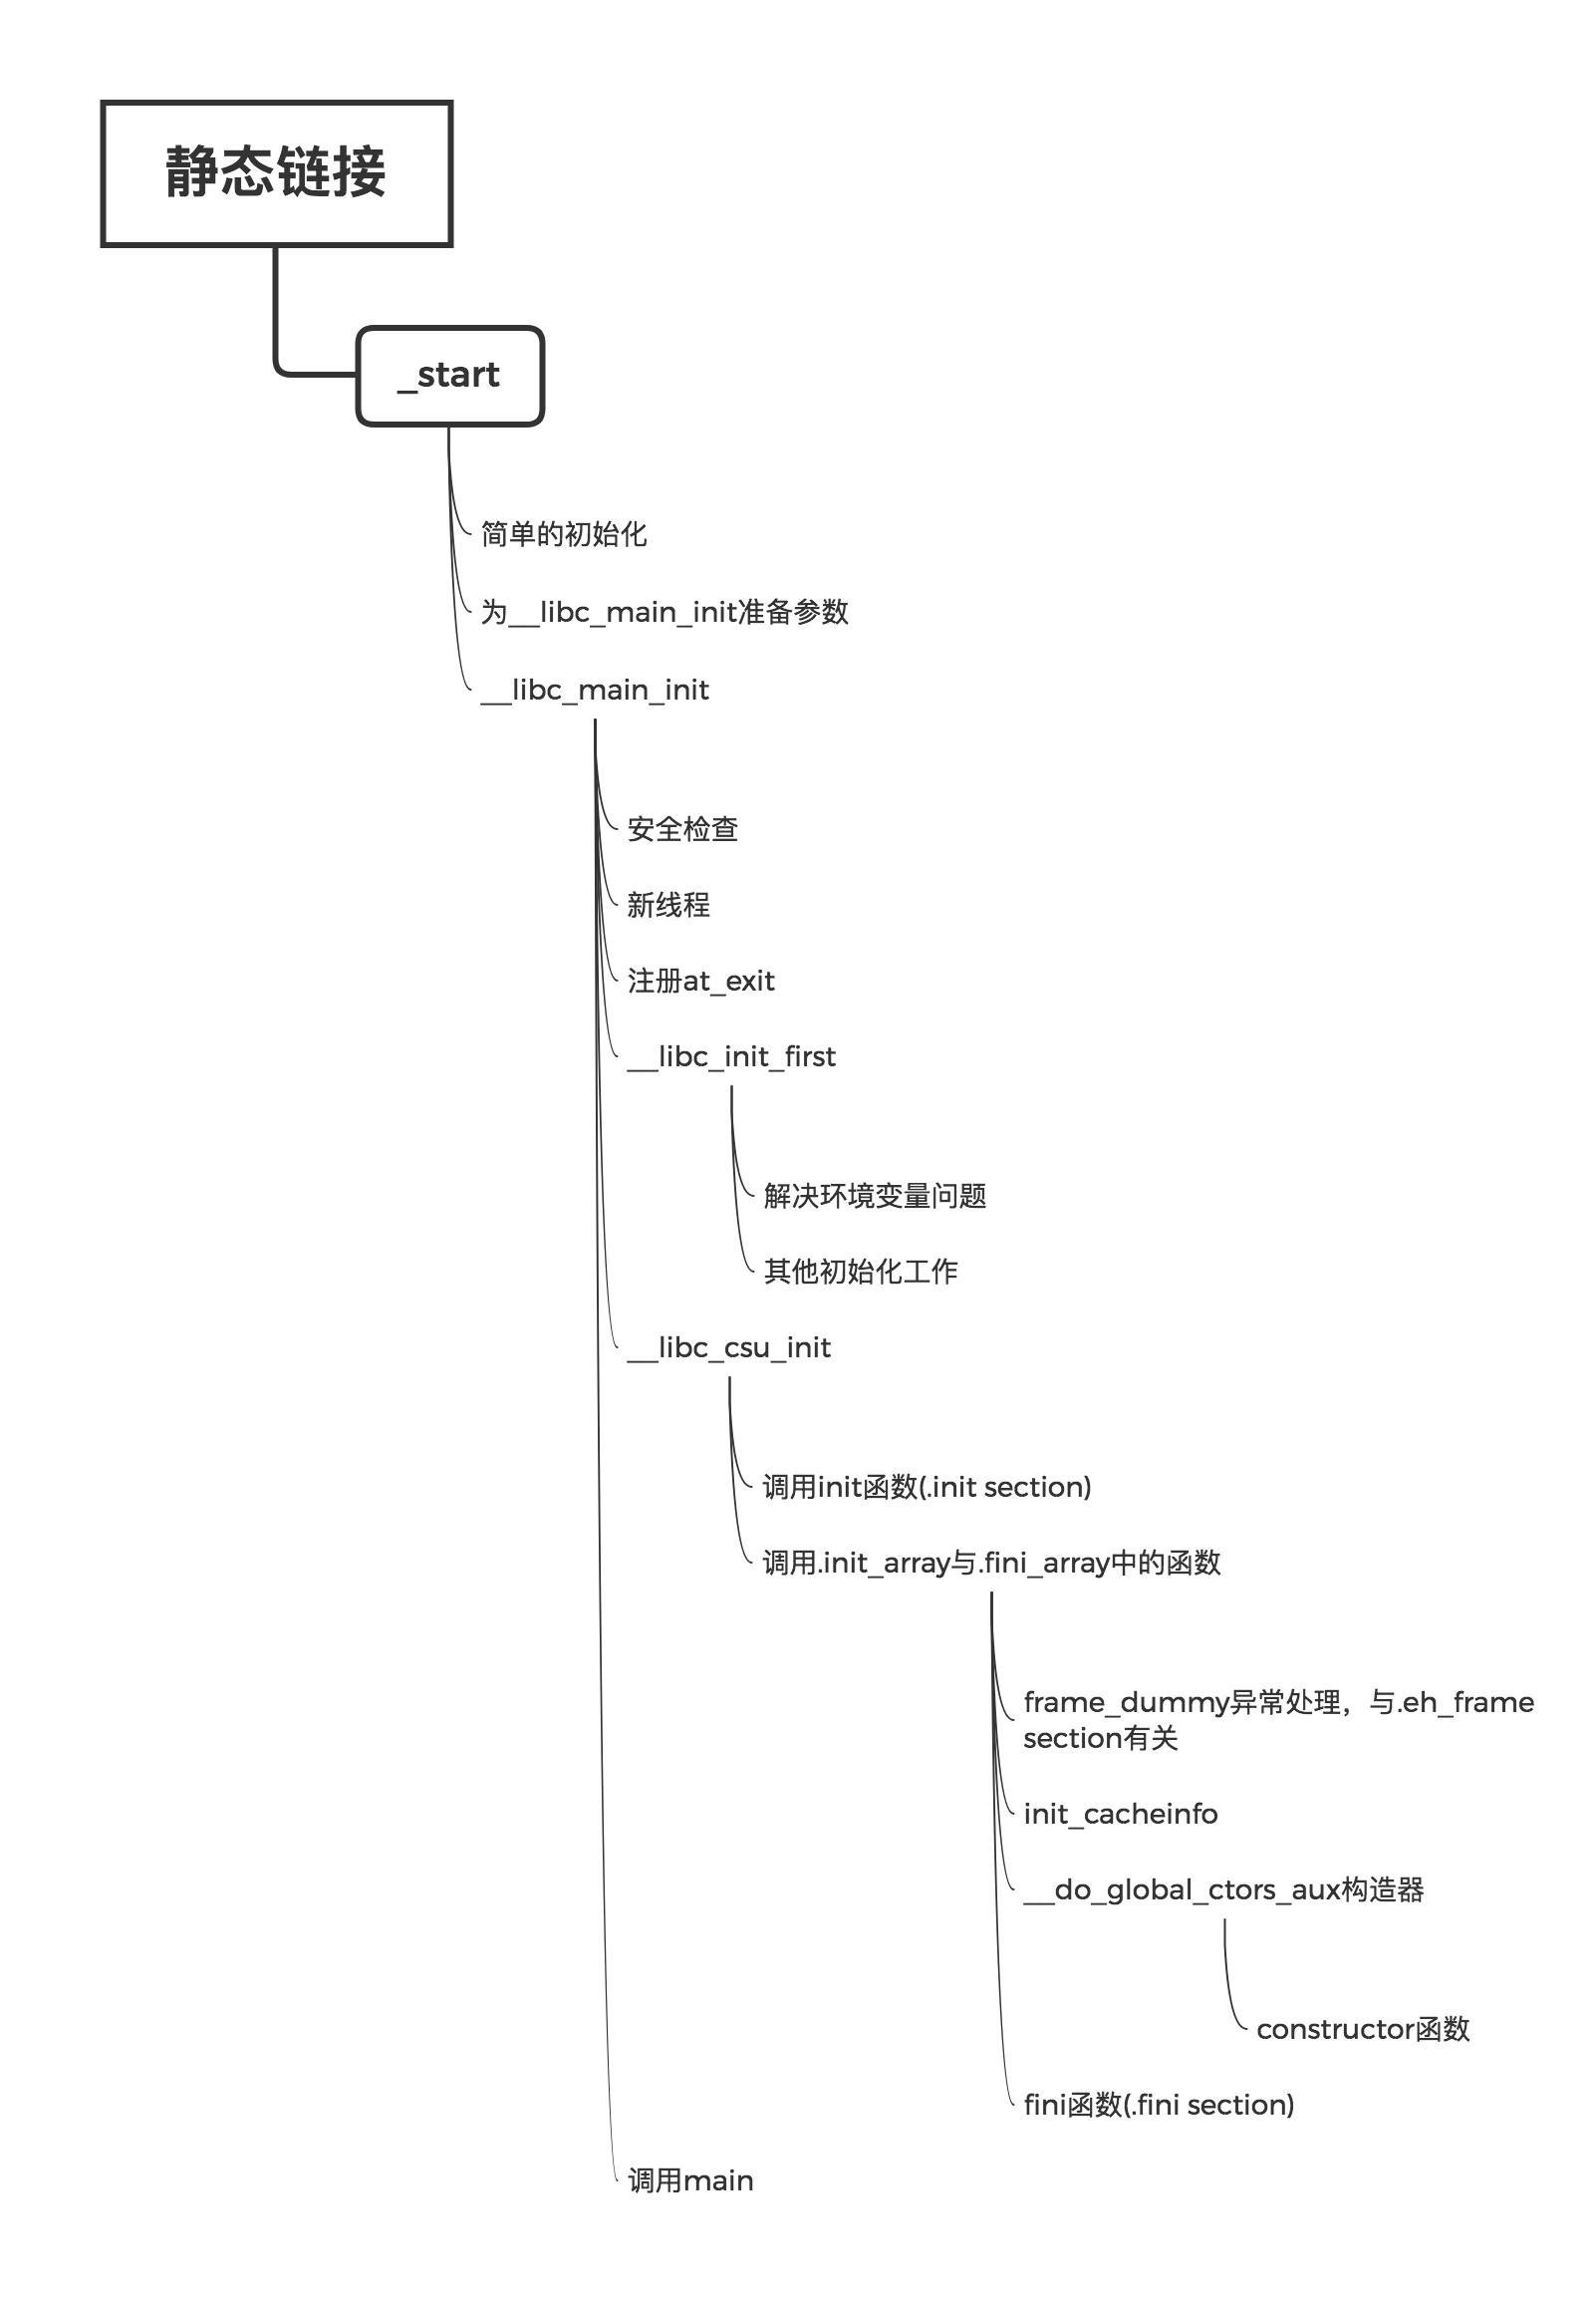 静态链接
_start
简单的初始化
为__libc_main_init准备参数
__libc_main_init
安全检查
新线程
注册at_exit
__libc_init_first
解决环境变量问题
其他初始化工作
__libc_csu_init
调用init函数(.init section)
调用.init_array与.fini_array中的函数
frame_dummy异常处理，与.eh_frame
section有关
init_cacheinfo
__do_global_ctors_aux构造器
constructor函数
fini函数(.fini section)
调用main